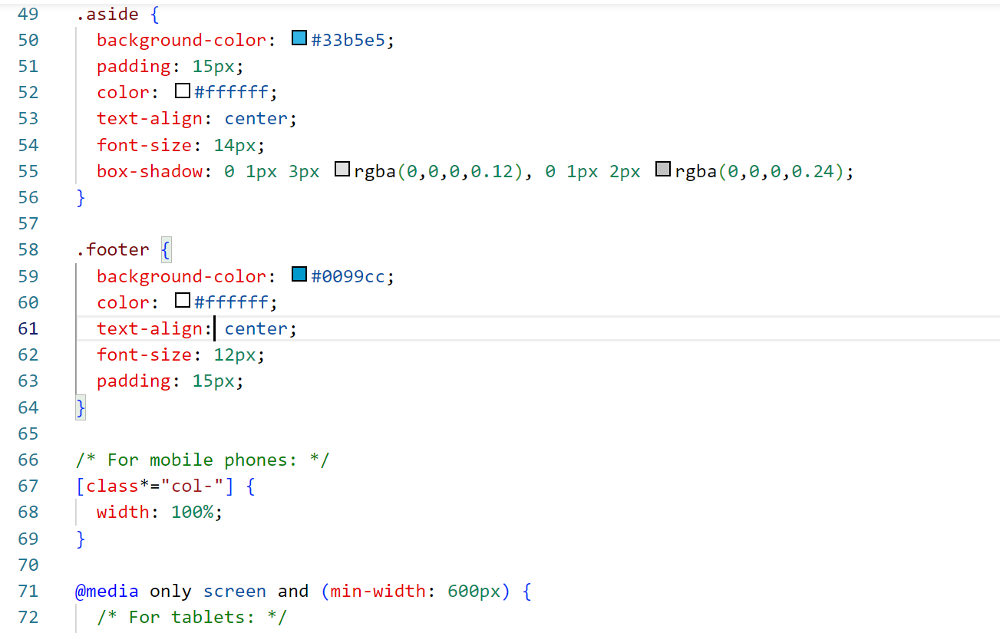 49 .aside {
50   background-color: #33b5e5;
51   padding: 15px;
52   color: #ffffff;
53   text-align: center;
54   font-size: 14px;
55   box-shadow: 0 1px 3px rgba(0,0,0,0.12), 0 1px 2px rgba(0,0,0,0.24);
56 }
57
58 .footer {
59   background-color: #0099cc;
60   color: #ffffff;
61   text-align: center;
62   font-size: 12px;
63   padding: 15px;
64 }
65
66 /* For mobile phones: */
67 [class*="col-"] {
68   width: 100%;
69 }
70
71 @media only screen and (min-width: 600px) {
72   /* For tablets: */